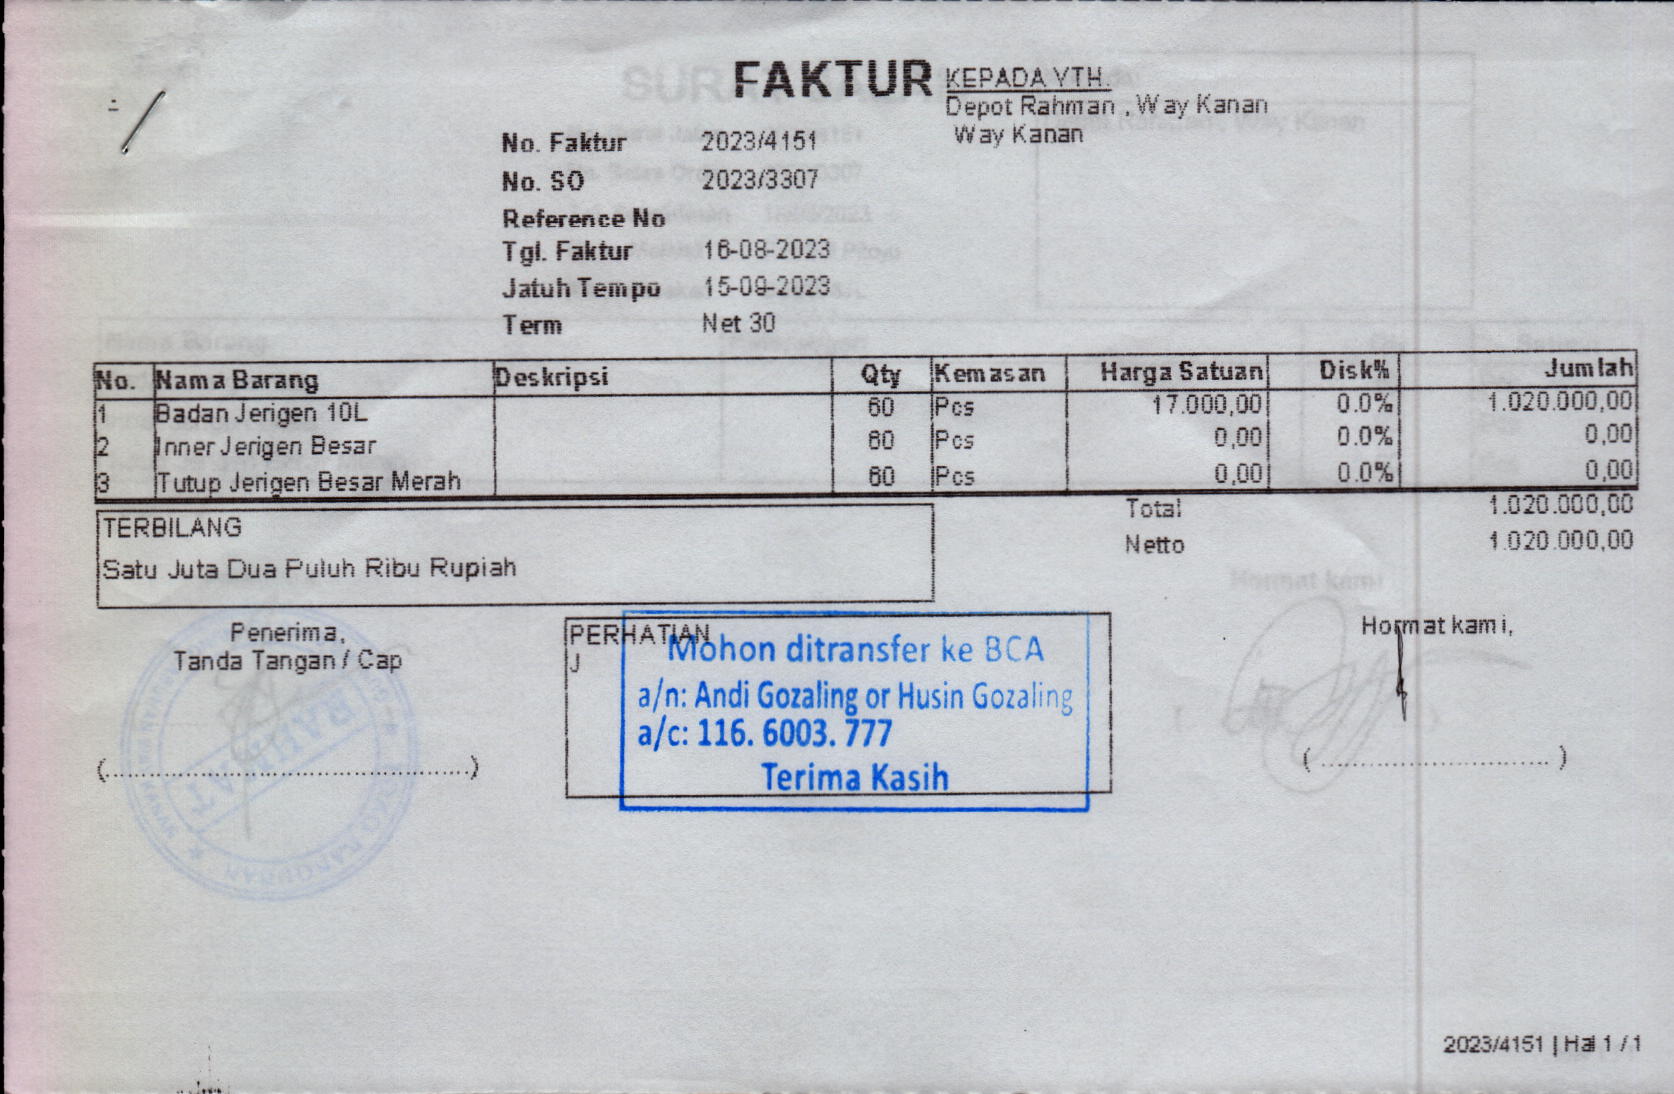 FAKTUR
KEPADA YTH.
Depot Rahman , Way Kanan
Way Kanan
No. Faktur 2023/4151
No. SO 2023/3307
Reference No
Tgl. Faktur 16-08-2023
Jatuh Tempo 15-09-2023
Term Net 30
No. Nama Barang Deskripsi Qty Kemasan Harga Satuan Disk% Jumlah
1 Badan Jerigen 10L 60 Pcs 17.000,00 0.0% 1.020.000,00
2 Inner Jerigen Besar 60 Pcs 0,00 0.0% 0,00
3 Tutup Jerigen Besar Merah 60 Pcs 0,00 0.0% 0,00
Total 1.020.000,00
Netto 1.020.000,00
TERBILANG
Satu Juta Dua Puluh Ribu Rupiah
Penerima,
Tanda Tangan / Cap
(..................................................)
PERHATIAN
J
Mohon ditransfer ke BCA
a/n: Andi Gozaling or Husin Gozaling
a/c: 116. 6003. 777
Terima Kasih
Hormat kami,
( ............................... )
2023/4151 | Hal 1 / 1